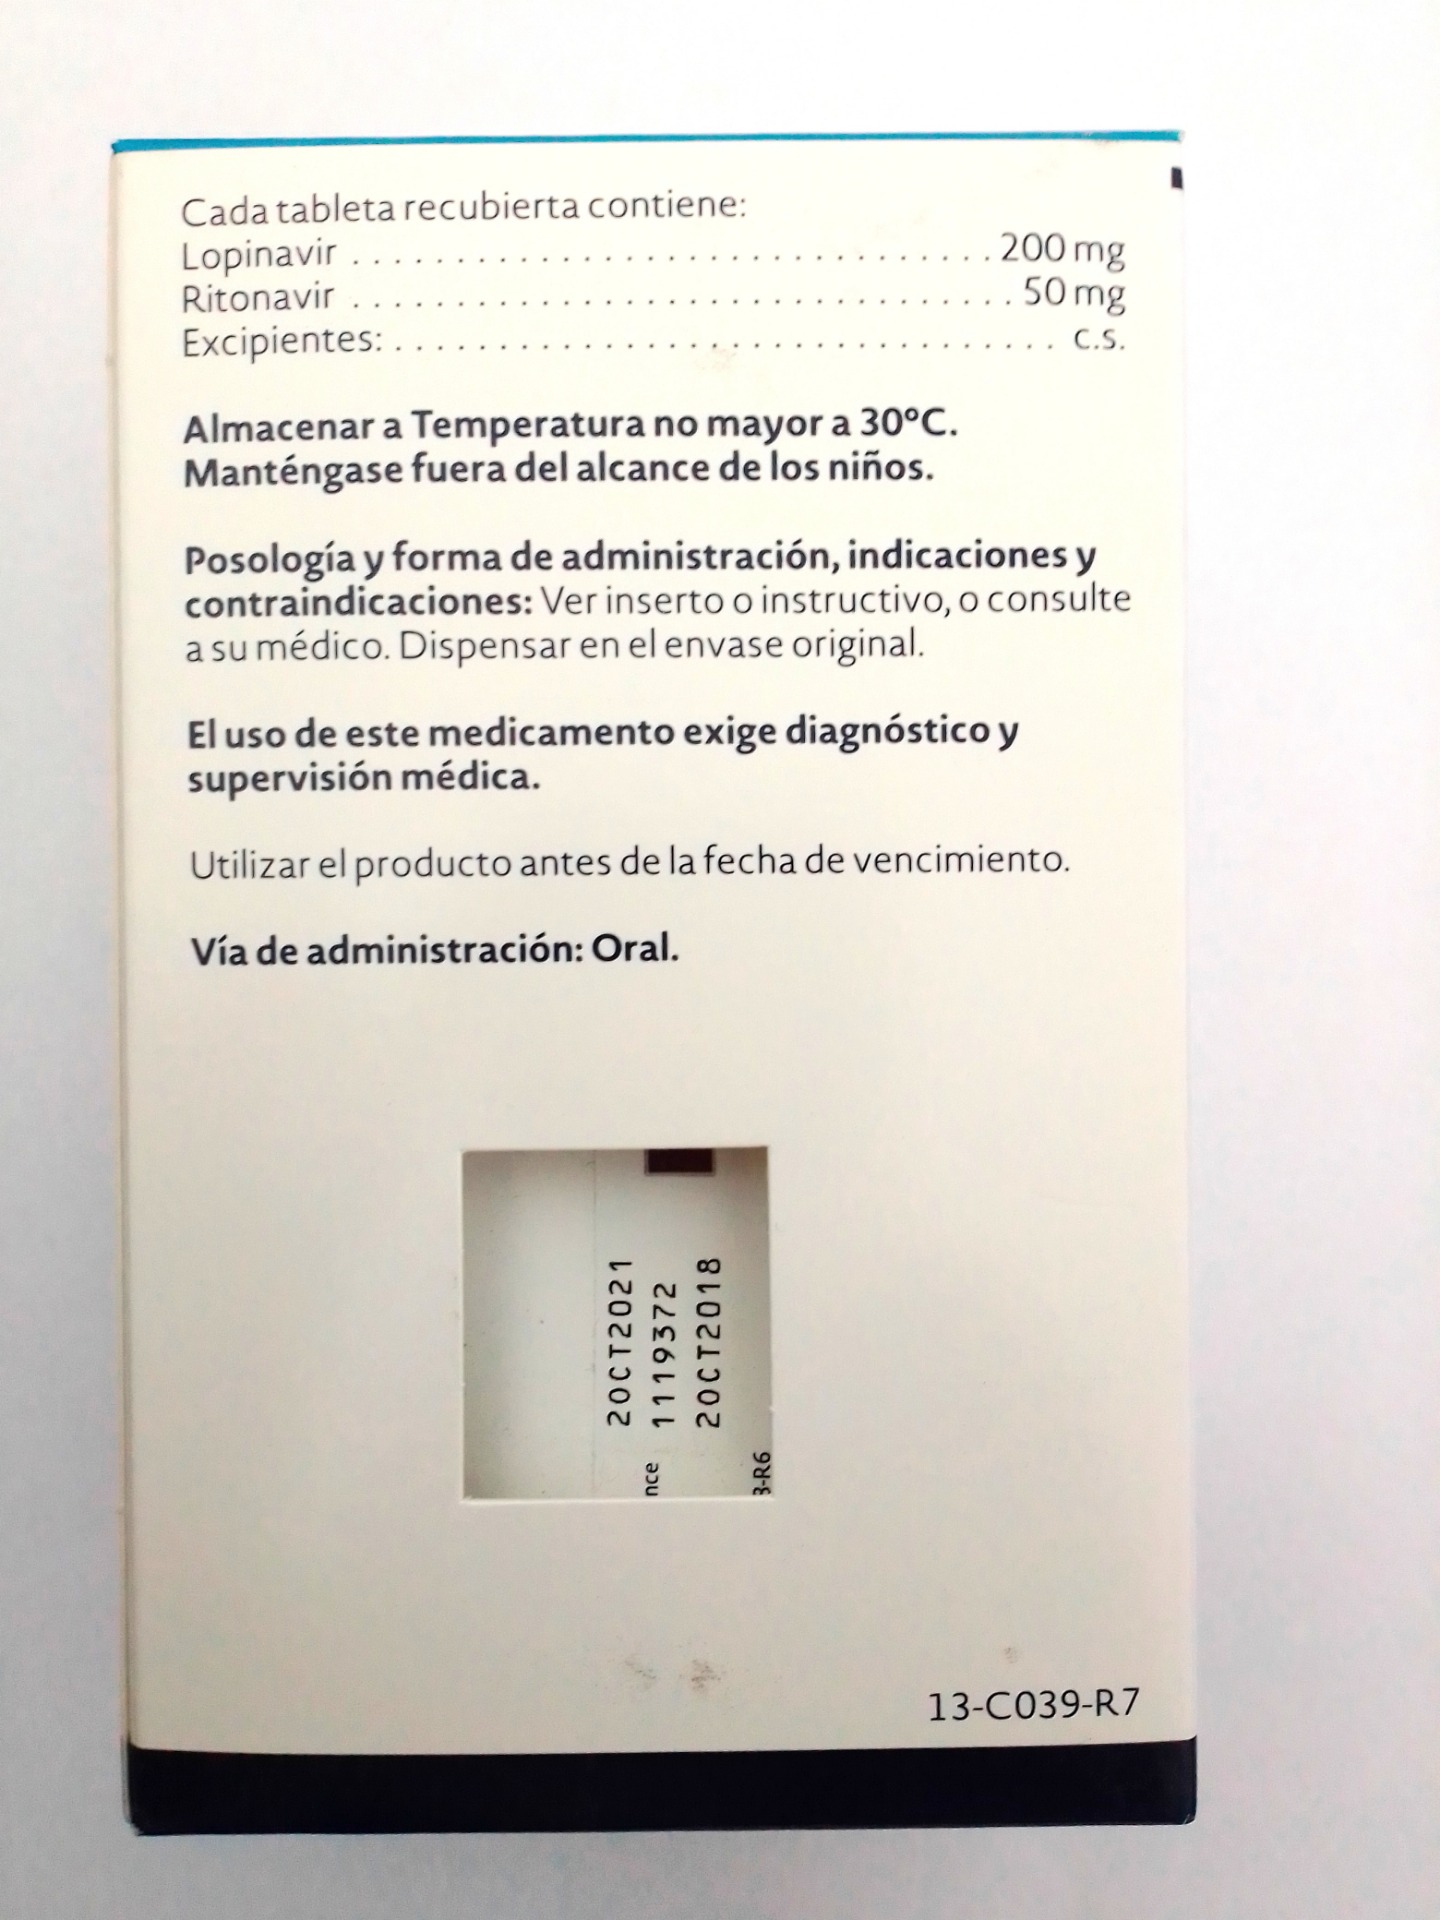 Cada tableta recubierta contiene:
Lopinavir . . . . . . . . . . . . . . . . . . . . . . . . . . . . . . . . 200 mg
Ritonavir . . . . . . . . . . . . . . . . . . . . . . . . . . . . . . . . . 50 mg
Excipientes: . . . . . . . . . . . . . . . . . . . . . . . . . . . . . . . . c.s.
Almacenar a Temperatura no mayor a 30°C.
Manténgase fuera del alcance de los niños.
Posología y forma de administración, indicaciones y
contraindicaciones: Ver inserto o instructivo, o consulte
a su médico. Dispensar en el envase original.
El uso de este medicamento exige diagnóstico y
supervisión médica.
Utilizar el producto antes de la fecha de vencimiento.
Vía de administración: Oral.
2OCT2021
nce 1119372
2OCT2018
3-R6
13-C039-R7